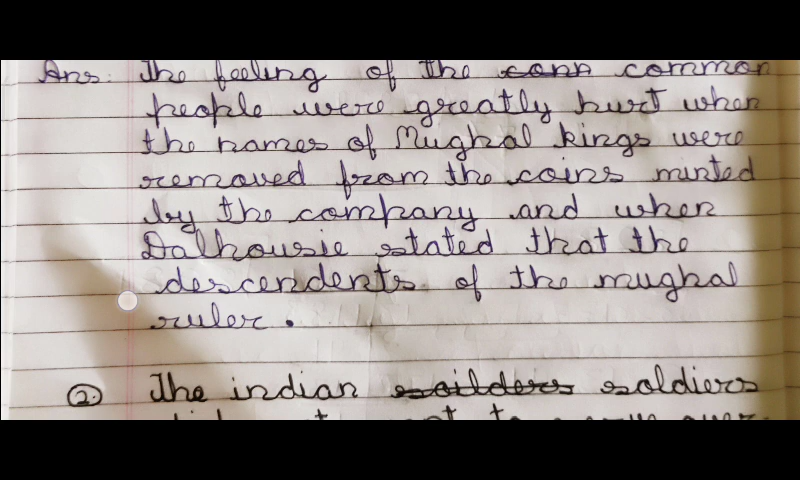 Ans. The feeling of the conn common
people were greatly hurt when
the names of Mughal kings were
removed from the coins minted
by the company and when
Dalhousie stated that the
descendents of the mughal
ruler.
2. The indian soilders soldiers